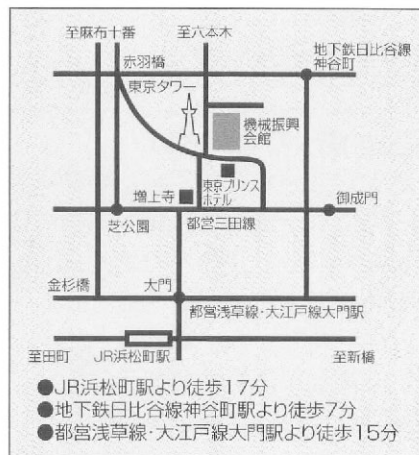 至麻布十番
至六本木
地下鉄日比谷線
神谷町
赤羽橋
東京タワー
機械振興
会館
増上寺
東京プリンス
ホテル
御成門
芝公園
都営三田線
金杉橋
大門
都営浅草線・大江戸線大門駅
至田町
JR浜松町駅
至新橋
●JR浜松町駅より徒歩17分
●地下鉄日比谷線神谷町駅より徒歩7分
●都営浅草線・大江戸線大門駅より徒歩15分